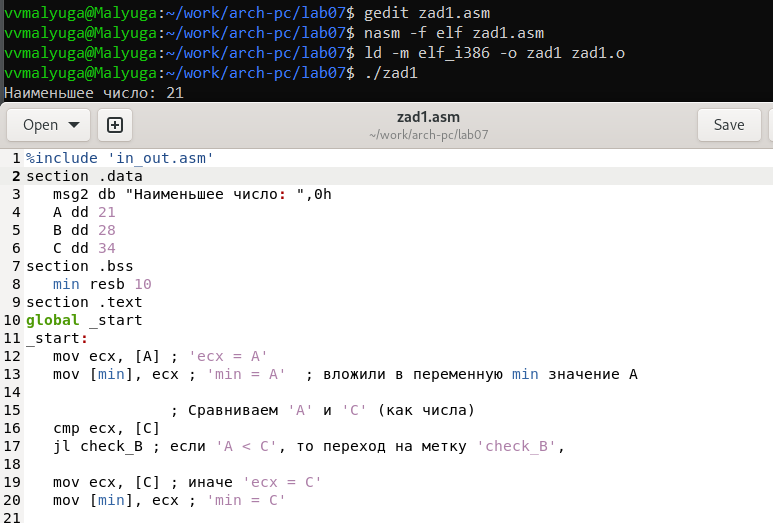 vvmalyuga@Malyuga:~/work/arch-pc/lab07$ gedit zad1.asm
vvmalyuga@Malyuga:~/work/arch-pc/lab07$ nasm -f elf zad1.asm
vvmalyuga@Malyuga:~/work/arch-pc/lab07$ ld -m elf_i386 -o zad1 zad1.o
vvmalyuga@Malyuga:~/work/arch-pc/lab07$ ./zad1
Наименьшее число: 21
Open zad1.asm Save
~/work/arch-pc/lab07
1 %include 'in_out.asm'
2 section .data
3    msg2 db "Наименьшее число: ",0h
4    A dd 21
5    B dd 28
6    C dd 34
7 section .bss
8    min resb 10
9 section .text
10 global _start
11 _start:
12    mov ecx, [A] ; 'ecx = A'
13    mov [min], ecx ; 'min = A'  ; вложили в переменную min значение А
14
15                 ; Сравниваем 'A' и 'C' (как числа)
16    cmp ecx, [C]
17    jl check_B ; если 'A < C', то переход на метку 'check_B',
18
19    mov ecx, [C] ; иначе 'ecx = C'
20    mov [min], ecx ; 'min = C'
21